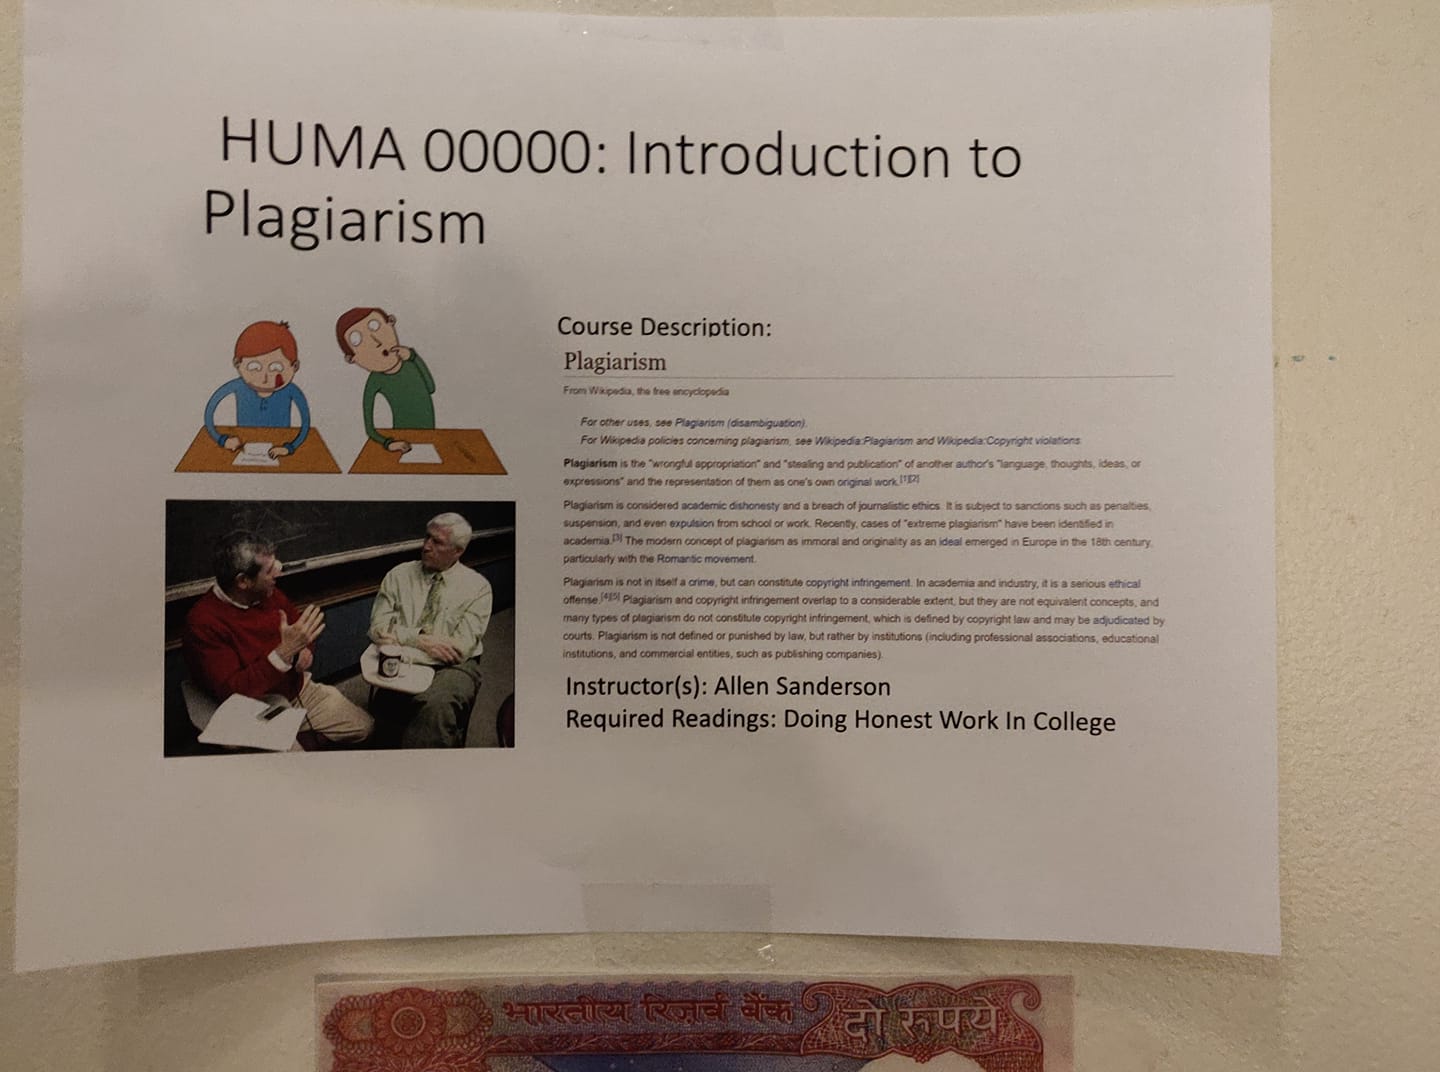 HUMA 00000: Introduction to
Plagiarism
Course Description:
Plagiarism
From Wikipedia, the free encyclopedia
For other uses, see Plagiarism (disambiguation).
For Wikipedia policies concerning plagiarism, see Wikipedia:Plagiarism and Wikipedia:Copyright violations.
Plagiarism is the "wrongful appropriation" and "stealing and publication" of another author's "language, thoughts, ideas, or
expressions" and the representation of them as one's own original work.[1][2]
Plagiarism is considered academic dishonesty and a breach of journalistic ethics. It is subject to sanctions such as penalties,
suspension, and even expulsion from school or work. Recently, cases of "extreme plagiarism" have been identified in
academia.[3] The modern concept of plagiarism as immoral and originality as an ideal emerged in Europe in the 18th century,
particularly with the Romantic movement.
Plagiarism is not in itself a crime, but can constitute copyright infringement. In academia and industry, it is a serious ethical
offense.[4][5] Plagiarism and copyright infringement overlap to a considerable extent, but they are not equivalent concepts, and
many types of plagiarism do not constitute copyright infringement, which is defined by copyright law and may be adjudicated by
courts. Plagiarism is not defined or punished by law, but rather by institutions (including professional associations, educational
institutions, and commercial entities, such as publishing companies).
Instructor(s): Allen Sanderson
Required Readings: Doing Honest Work In College
भारतीय रिज़र्व बैंक
दो रुपये